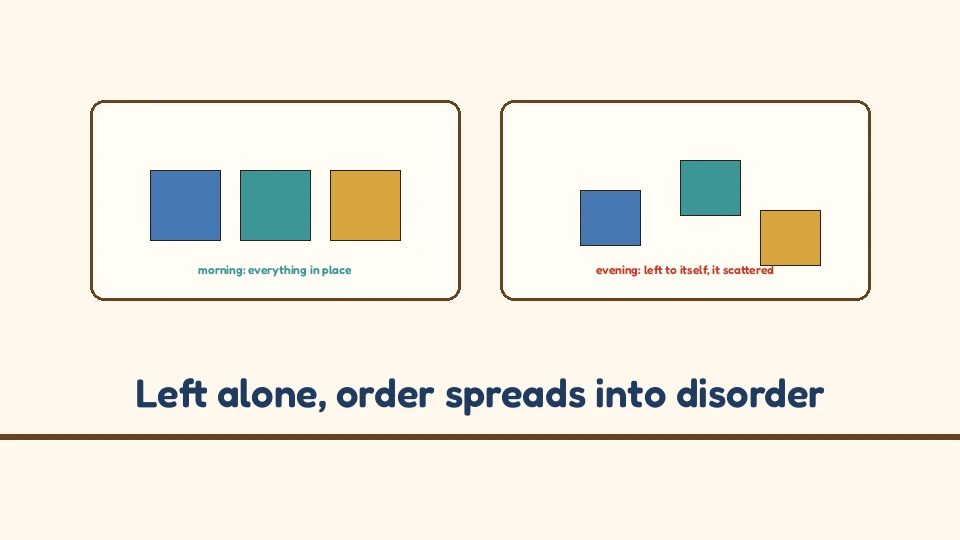 morning: everything in place
evening: left to itself, it scattered
Left alone, order spreads into disorder